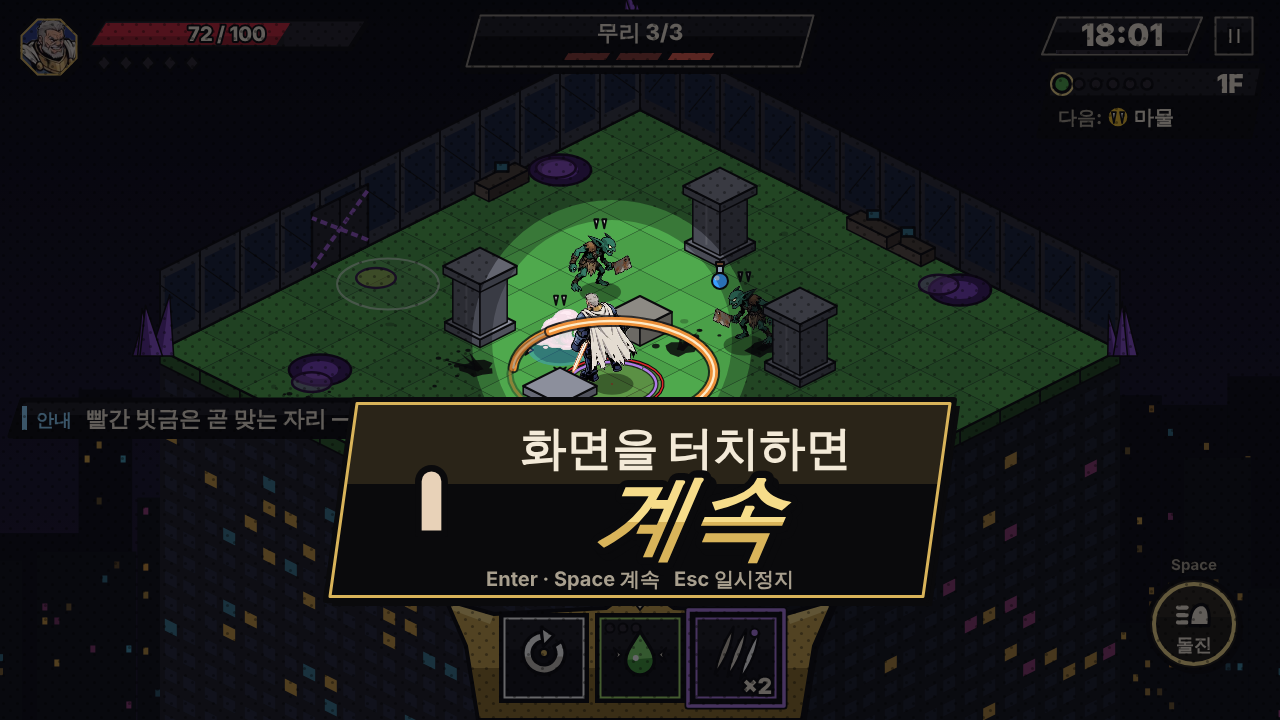 72 / 100
무리 3/3
18:01
1F
다음: 마물
안내 빨간 빗금은 곧 맞는 자리 –
화면을 터치하면
계속
Enter · Space 계속 Esc 일시정지
Space
돌진
×2